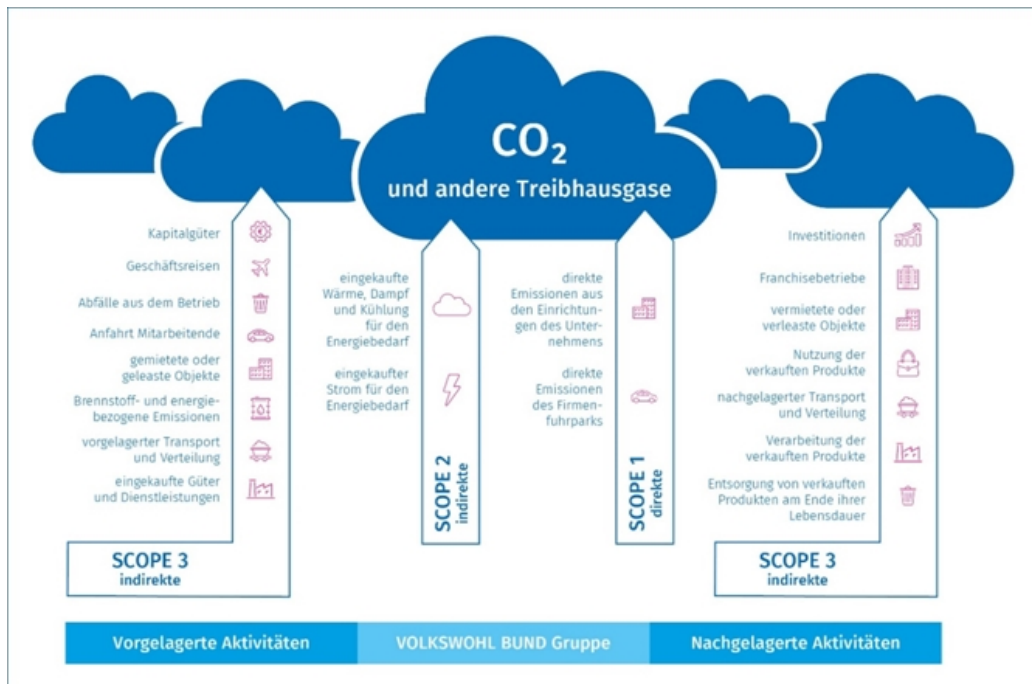 CO₂
und andere Treibhausgase
Kapitalgüter
Geschäftsreisen
Abfälle aus dem Betrieb
Anfahrt Mitarbeitende
gemietete oder
geleaste Objekte
Brennstoff- und energie-
bezogene Emissionen
vorgelagerter Transport
und Verteilung
eingekaufte Güter
und Dienstleistungen
SCOPE 3
indirekte
eingekaufte
Wärme, Dampf
und Kühlung
für den
Energiebedarf
eingekaufter
Strom für den
Energiebedarf
SCOPE 2
indirekte
direkte
Emissionen aus
den Einrichtun-
gen des Unter-
nehmens
direkte
Emissionen
des Firmen-
fuhrparks
SCOPE 1
direkte
Investitionen
Franchisebetriebe
vermietete oder
verleaste Objekte
Nutzung der
verkauften Produkte
nachgelagerter Transport
und Verteilung
Verarbeitung der
verkauften Produkte
Entsorgung von verkauften
Produkten am Ende ihrer
Lebensdauer
SCOPE 3
indirekte
Vorgelagerte Aktivitäten
VOLKSWOHL BUND Gruppe
Nachgelagerte Aktivitäten